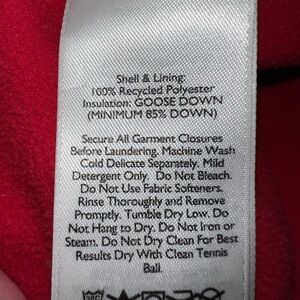 Shell & Lining:
100% Recycled Polyester
Insulation: GOOSE DOWN
(MINIMUM 85% DOWN)
Secure All Garment Closures
Before Laundering. Machine Wash
Cold Delicate Separately. Mild
Detergent Only. Do Not Bleach.
Do Not Use Fabric Softeners.
Rinse Thoroughly and Remove
Promptly. Tumble Dry Low. Do
Not Hang to Dry. Do Not Iron or
Steam. Do Not Dry Clean For Best
Results Dry With Clean Tennis
Ball.